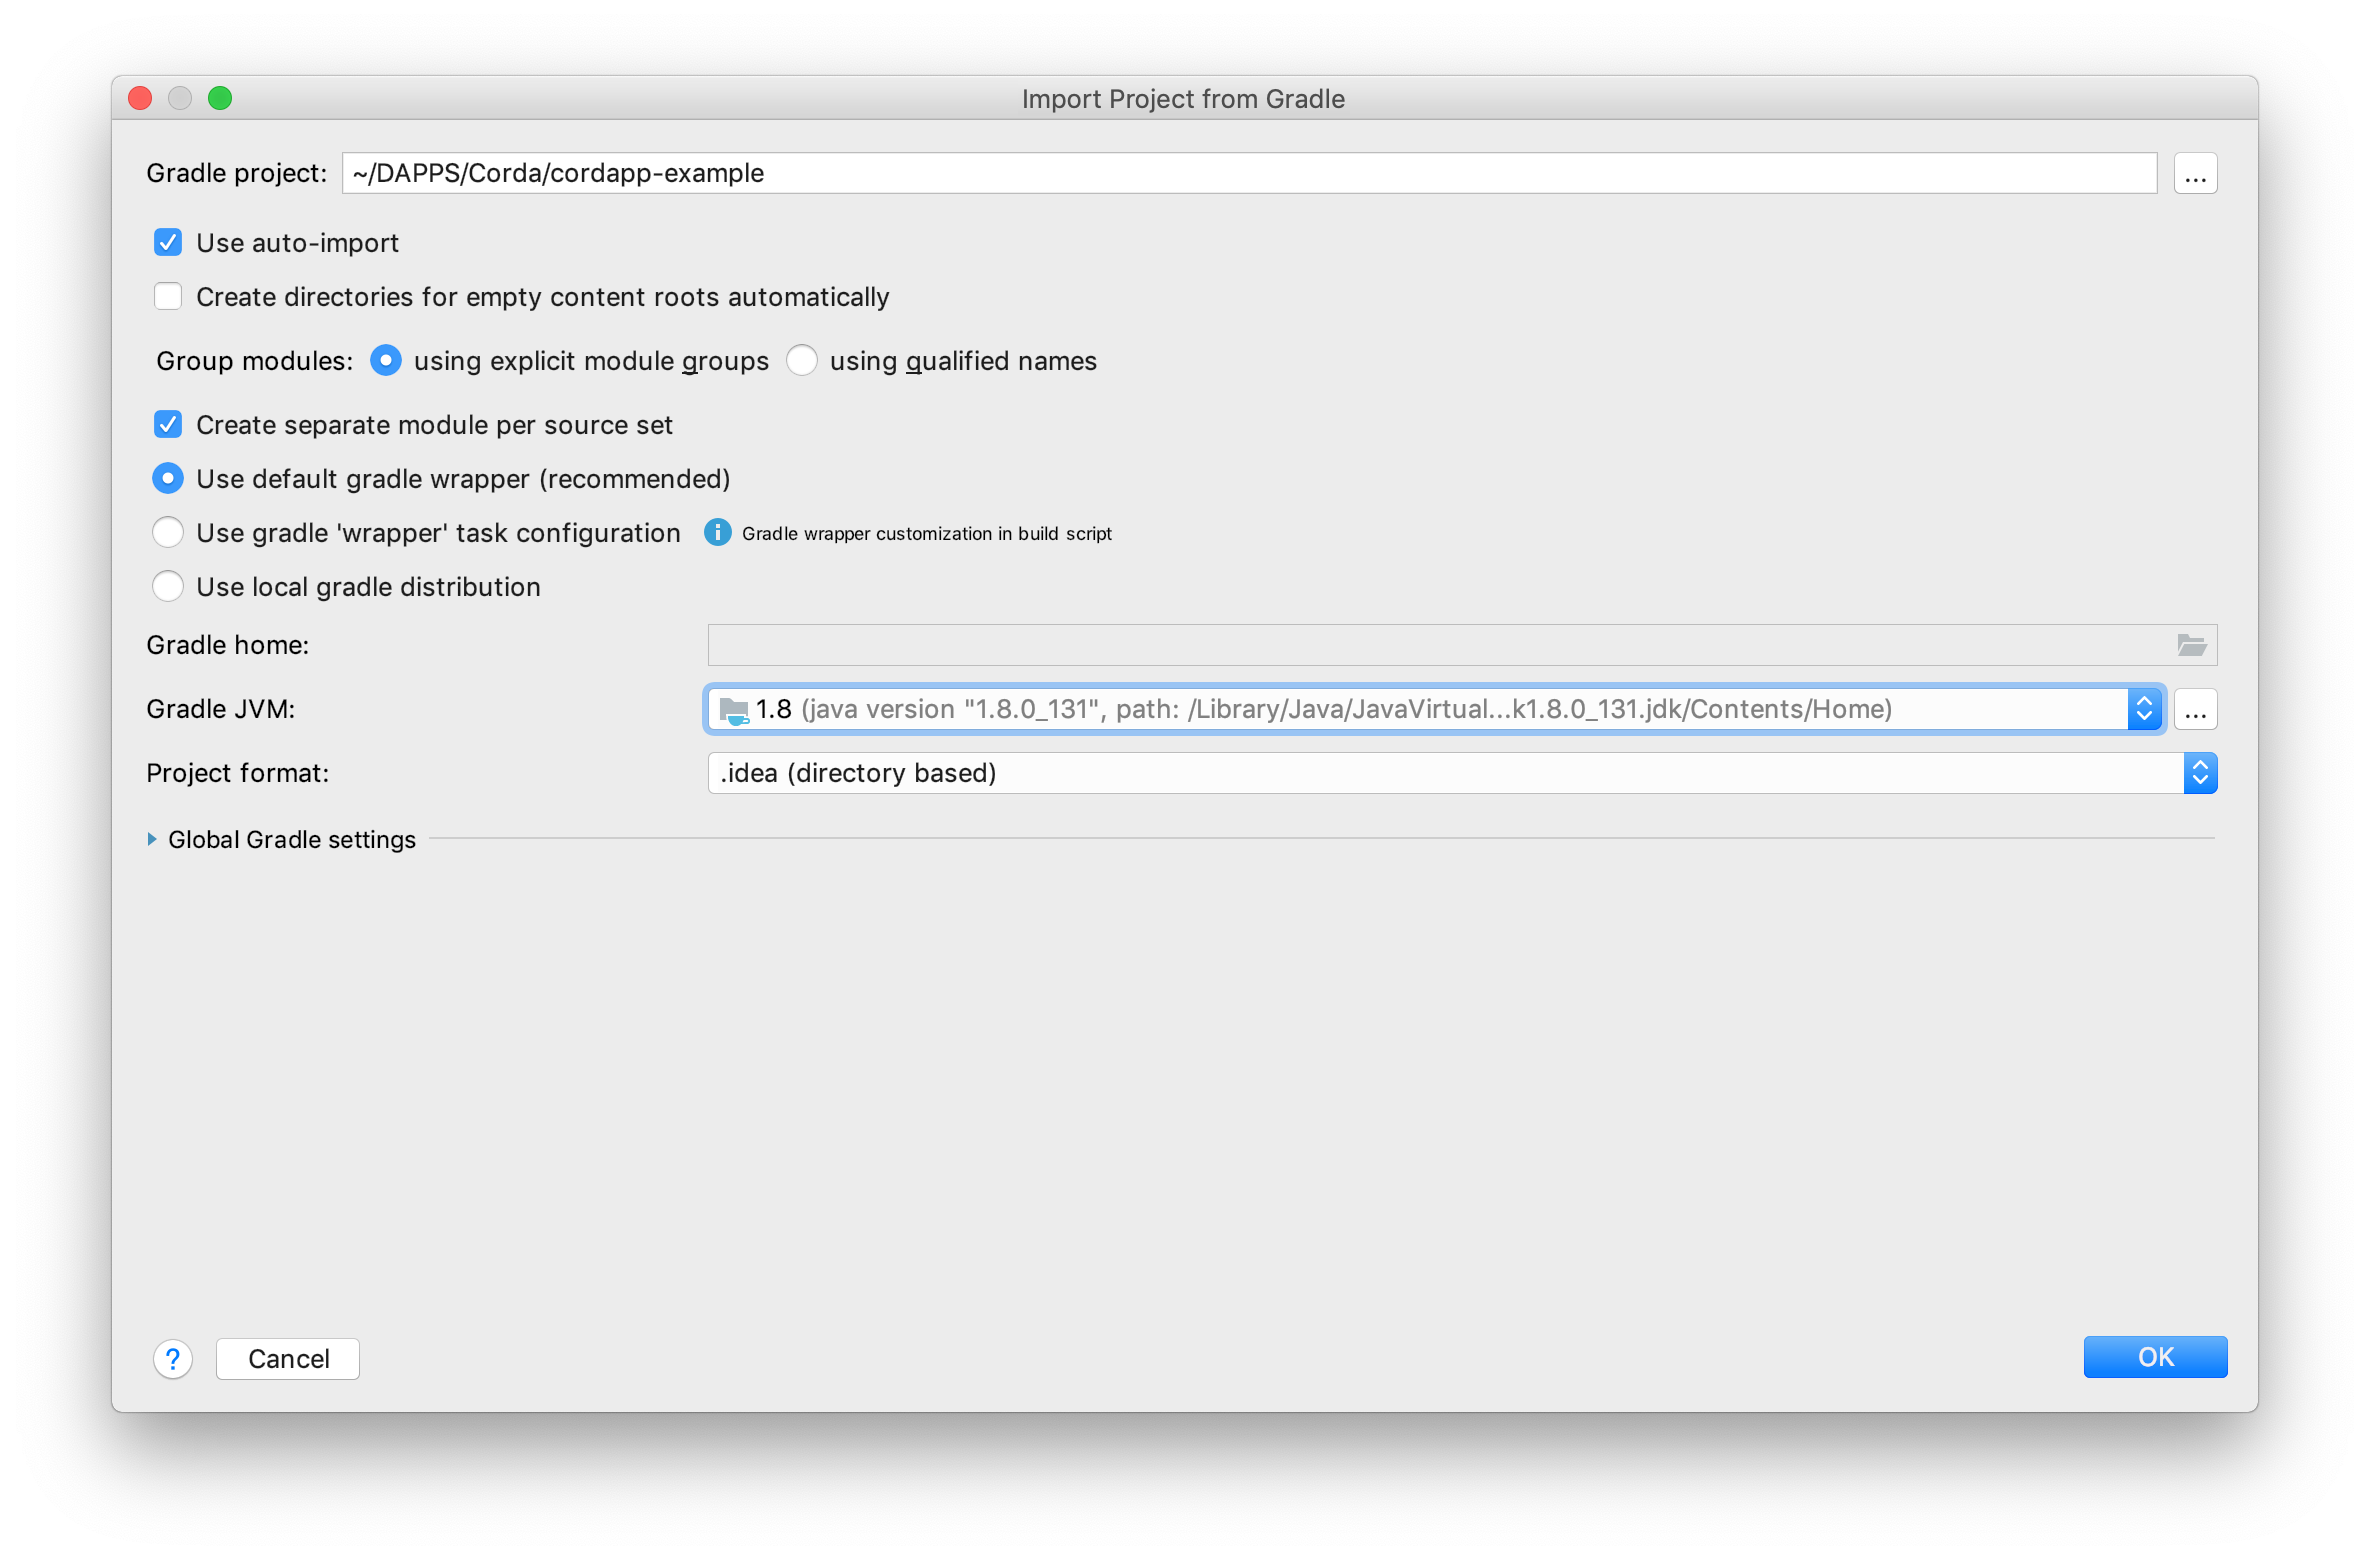 Import Project from Gradle
Gradle project: ~/DAPPS/Corda/cordapp-example ...
Use auto-import
Create directories for empty content roots automatically
Group modules: using explicit module groups using qualified names
Create separate module per source set
Use default gradle wrapper (recommended)
Use gradle 'wrapper' task configuration i Gradle wrapper customization in build script
Use local gradle distribution
Gradle home:
Gradle JVM: 1.8 (java version "1.8.0_131", path: /Library/Java/JavaVirtual...k1.8.0_131.jdk/Contents/Home) ...
Project format: .idea (directory based)
Global Gradle settings
? Cancel OK